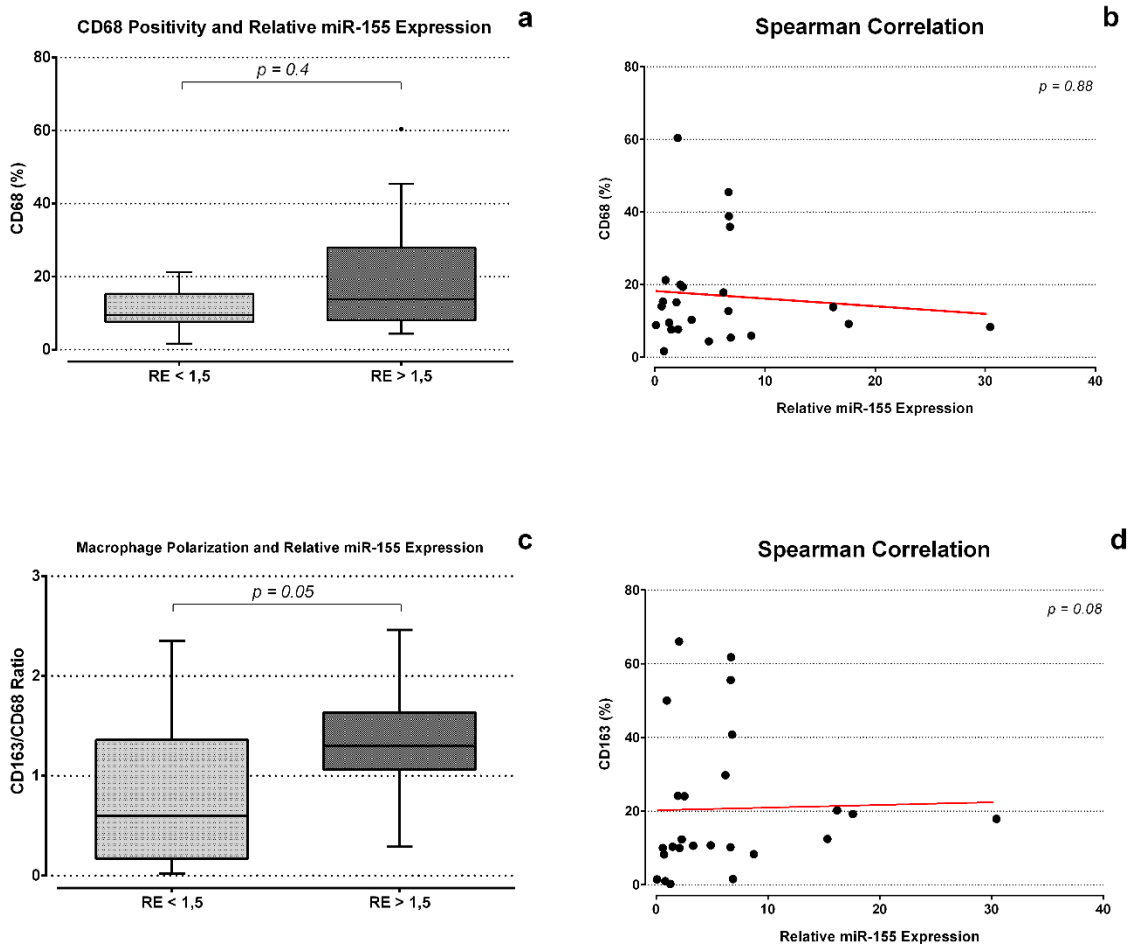 a
CD68 Positivity and Relative miR-155 Expression
p = 0.4
80
60
40
20
0
CD68 (%)
RE < 1,5
RE > 1,5
b
Spearman Correlation
p = 0.88
80
60
40
20
0
CD68 (%)
0
10
20
30
40
Relative miR-155 Expression
c
Macrophage Polarization and Relative miR-155 Expression
p = 0.05
3
2
1
0
CD163/CD68 Ratio
RE < 1,5
RE > 1,5
d
Spearman Correlation
p = 0.08
80
60
40
20
0
CD163 (%)
0
10
20
30
40
Relative miR-155 Expression